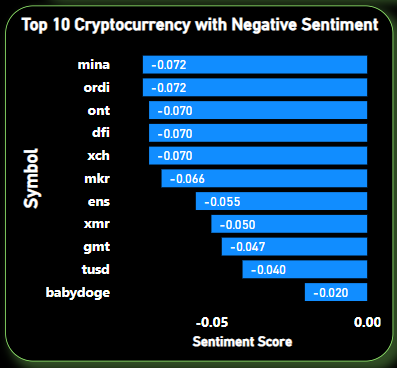 Top 10 Cryptocurrency with Negative Sentiment
mina -0.072
ordi -0.072
ont -0.070
dfi -0.070
xch -0.070
mkr -0.066
ens -0.055
xmr -0.050
gmt -0.047
tusd -0.040
babydoge -0.020
Symbol
-0.05 0.00
Sentiment Score